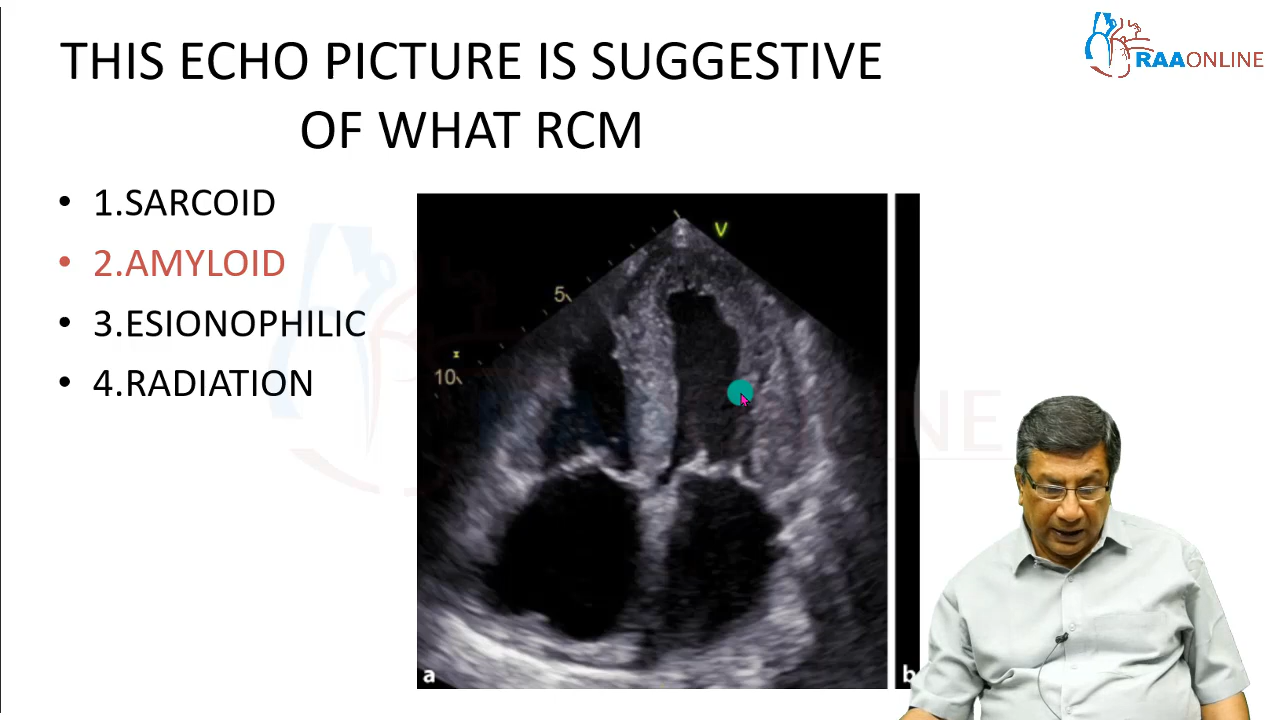 THIS ECHO PICTURE IS SUGGESTIVE
OF WHAT RCM
RAAONLINE
• 1.SARCOID
• 2.AMYLOID
• 3.ESIONOPHILIC
• 4.RADIATION
V
5
10
a
b